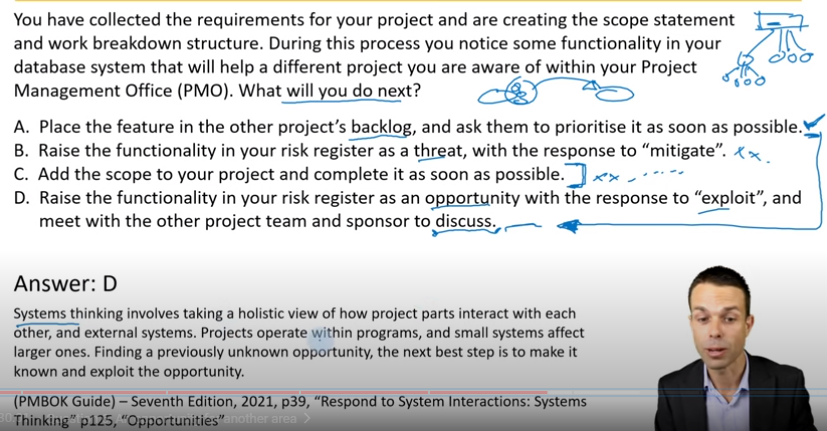 You have collected the requirements for your project and are creating the scope statement
and work breakdown structure. During this process you notice some functionality in your
database system that will help a different project you are aware of within your Project
Management Office (PMO). What will you do next?
A. Place the feature in the other project's backlog, and ask them to prioritise it as soon as possible.
B. Raise the functionality in your risk register as a threat, with the response to "mitigate".
C. Add the scope to your project and complete it as soon as possible.
D. Raise the functionality in your risk register as an opportunity with the response to "exploit", and
meet with the other project team and sponsor to discuss.
Answer: D
Systems thinking involves taking a holistic view of how project parts interact with each
other, and external systems. Projects operate within programs, and small systems affect
larger ones. Finding a previously unknown opportunity, the next best step is to make it
known and exploit the opportunity.
(PMBOK Guide) – Seventh Edition, 2021, p39, "Respond to System Interactions: Systems
Thinking" p125, "Opportunities"
another area